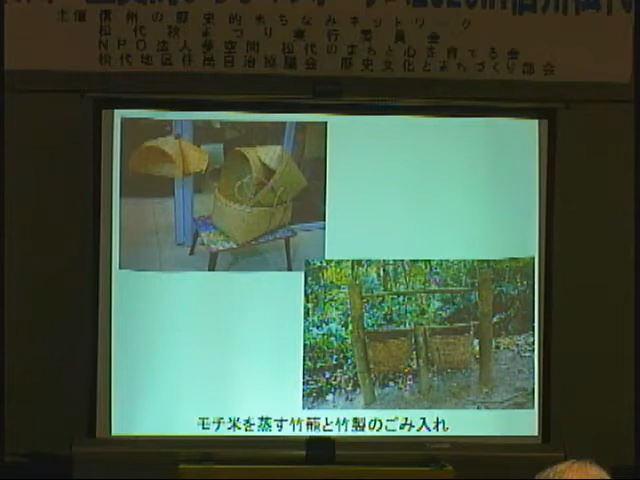 主催 信州の歴史的まちなみネットワーク
松代秋まつり実行委員会
NPO法人夢空間 松代のまちと心を育てる会
松代地区住民自治協議会 歴史文化とまちづくり部会
モチ米を蒸す竹籠と竹製のごみ入れ